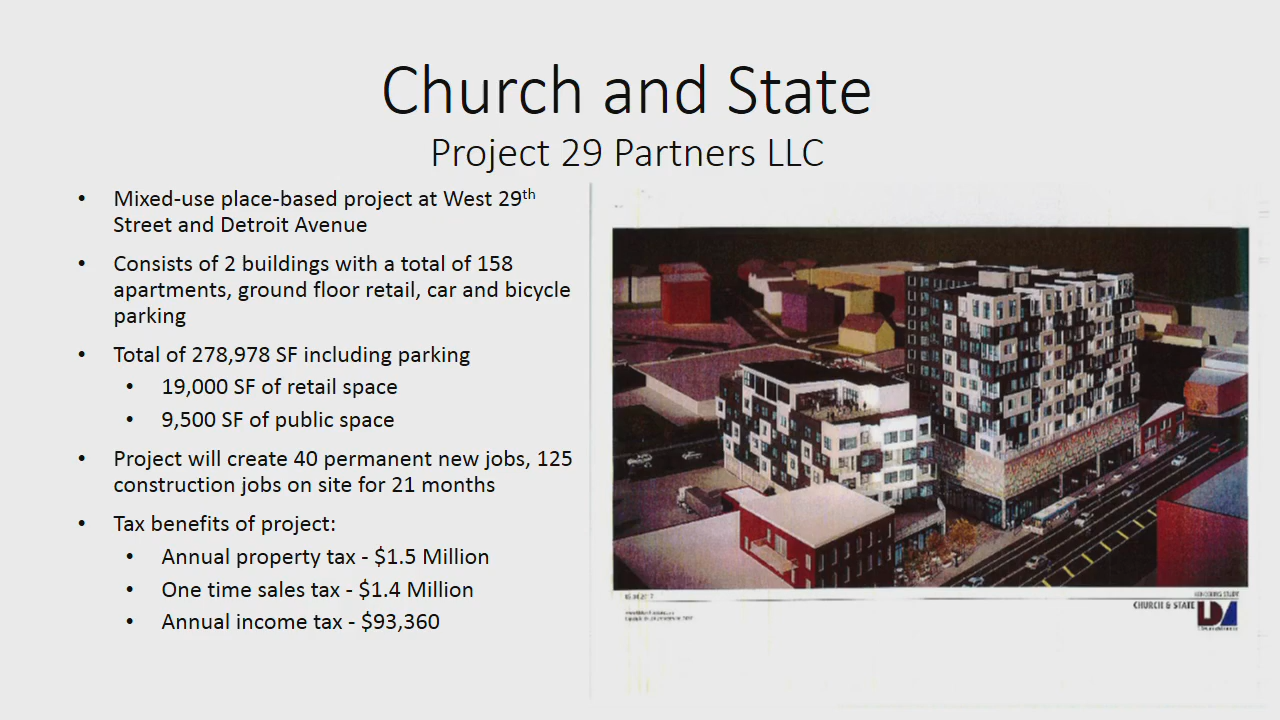 Church and State
Project 29 Partners LLC
• Mixed-use place-based project at West 29th
Street and Detroit Avenue
• Consists of 2 buildings with a total of 158
apartments, ground floor retail, car and bicycle
parking
• Total of 278,978 SF including parking
• 19,000 SF of retail space
• 9,500 SF of public space
• Project will create 40 permanent new jobs, 125
construction jobs on site for 21 months
• Tax benefits of project:
• Annual property tax - $1.5 Million
• One time sales tax - $1.4 Million
• Annual income tax - $93,360
CHURCH & STATE
LDA